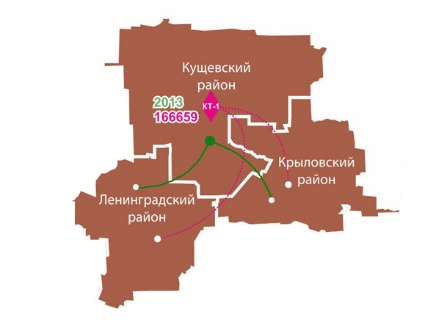 Кущевский
район
2013
166659
КТ-1
Крыловский
район
Ленинградский
район